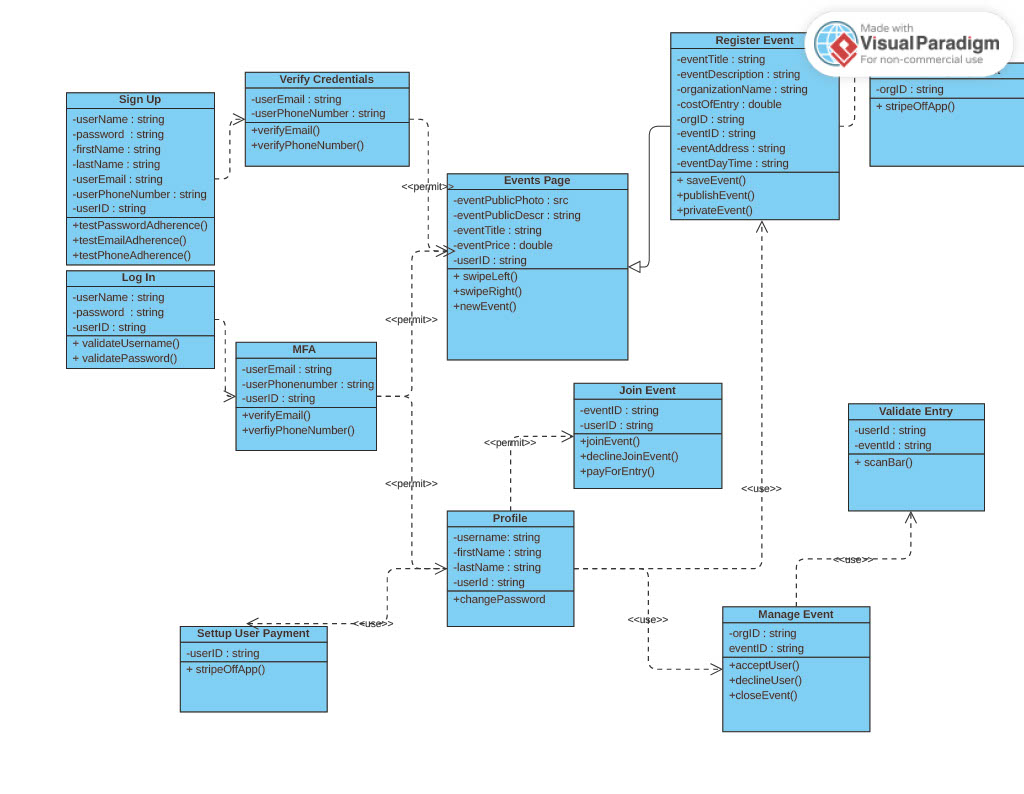 Made with
Visual Paradigm
For non-commercial use
Register Event
-eventTitle : string
-eventDescription : string
-organizationName : string
-costOfEntry : double
-orgID : string
-eventID : string
-eventAddress : string
-eventDayTime : string
+ saveEvent()
+publishEvent()
+privateEvent()
-orgID : string
+ stripeOffApp()
Verify Credentials
-userEmail : string
-userPhoneNumber : string
+verifyEmail()
+verifyPhoneNumber()
Sign Up
-userName : string
-password  : string
-firstName : string
-lastName : string
-userEmail : string
-userPhoneNumber : string
-userID : string
+testPasswordAdherence()
+testEmailAdherence()
+testPhoneAdherence()
<<permit>>
Events Page
-eventPublicPhoto : src
-eventPublicDescr : string
-eventTitle : string
-eventPrice : double
-userID : string
+ swipeLeft()
+swipeRight()
+newEvent()
Log In
-userName : string
-password  : string
-userID : string
+ validateUsername()
+ validatePassword()
<<permit>>
MFA
-userEmail : string
-userPhonenumber : string
-userID : string
+verifyEmail()
+verfiyPhoneNumber()
Join Event
-eventID : string
-userID : string
+joinEvent()
+declineJoinEvent()
+payForEntry()
<<permit>>
Validate Entry
-userId : string
-eventId : string
+ scanBar()
<<permit>>
<<use>>
Profile
-username: string
-firstName : string
-lastName : string
-userId : string
+changePassword
<<use>>
<<use>>
<<use>>
Settup User Payment
-userID : string
+ stripeOffApp()
Manage Event
-orgID : string
eventID : string
+acceptUser()
+declineUser()
+closeEvent()